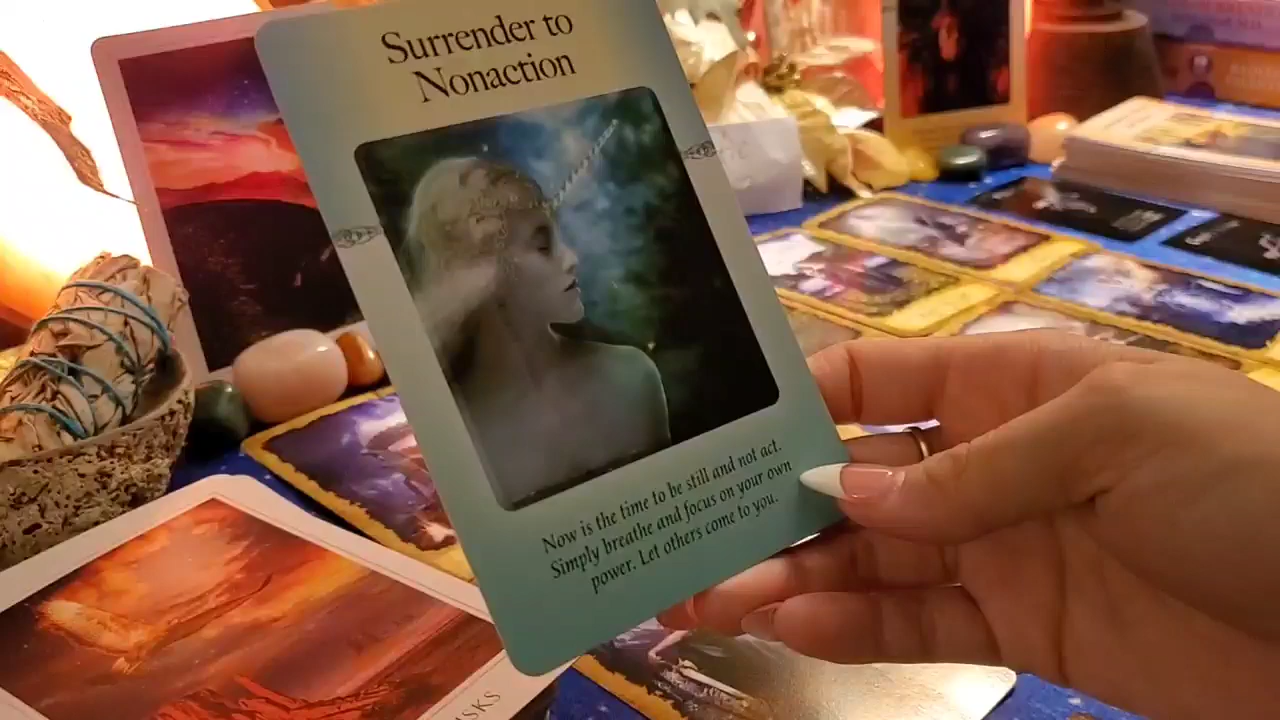 Surrender to
Nonaction
Now is the time to be still and not act.
Simply breathe and focus on your own
power. Let others come to you.